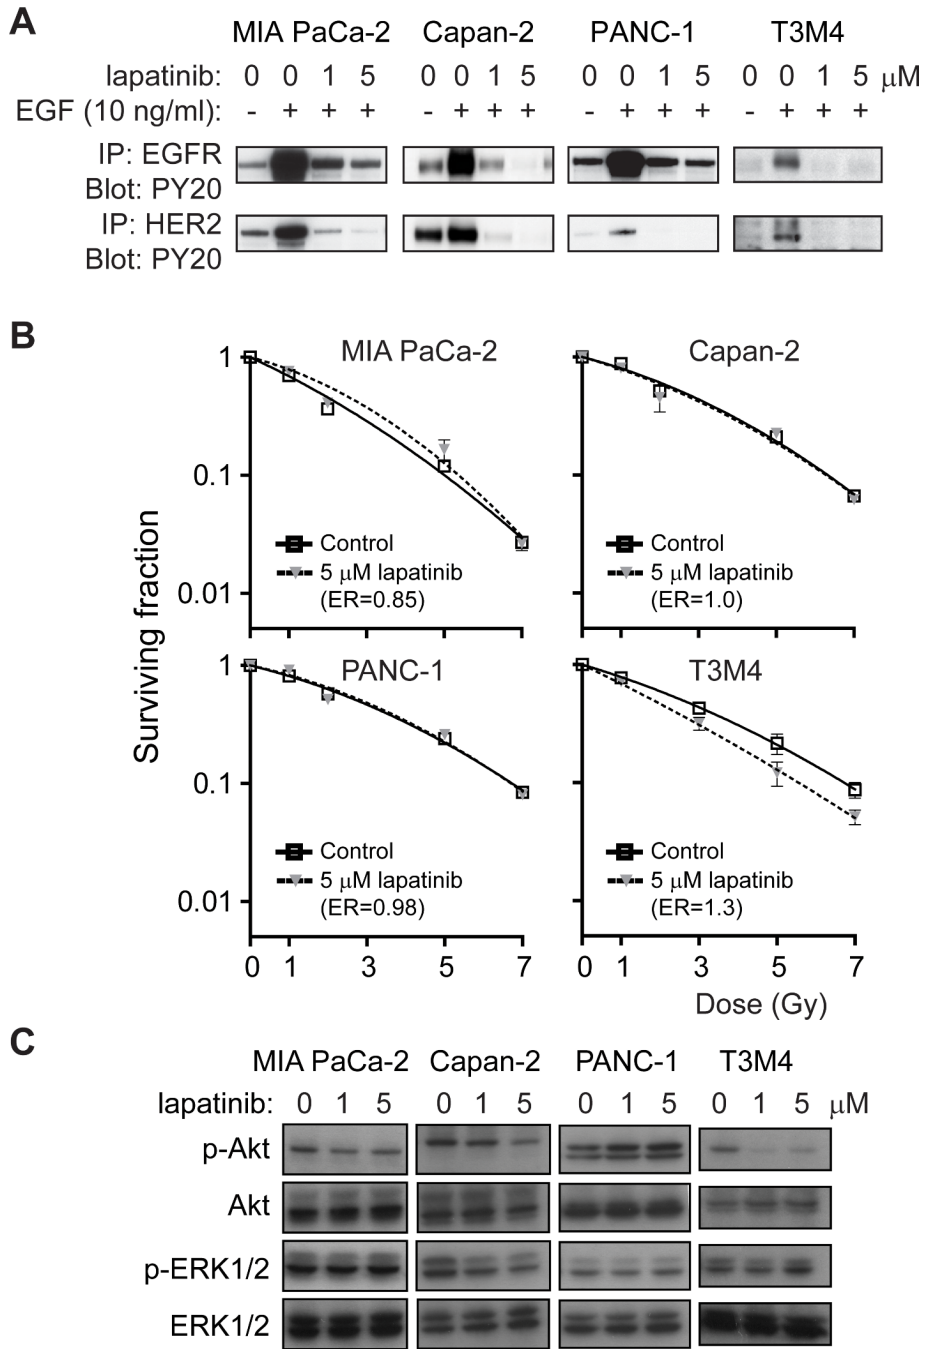 A
MIA PaCa-2 Capan-2 PANC-1 T3M4
lapatinib: 0 0 1 5 0 0 1 5 0 0 1 5 0 0 1 5 μM
EGF (10 ng/ml): - + + + - + + + - + + + - + + +
IP: EGFR
Blot: PY20
IP: HER2
Blot: PY20
B
Surviving fraction
MIA PaCa-2
1
0.1
0.01
Control
5 μM lapatinib
(ER=0.85)
Capan-2
Control
5 μM lapatinib
(ER=1.0)
PANC-1
1
0.1
0.01
Control
5 μM lapatinib
(ER=0.98)
0 1 3 5 7
T3M4
Control
5 μM lapatinib
(ER=1.3)
0 1 3 5 7
Dose (Gy)
C
MIA PaCa-2 Capan-2 PANC-1 T3M4
lapatinib: 0 1 5 0 1 5 0 1 5 0 1 5 μM
p-Akt
Akt
p-ERK1/2
ERK1/2